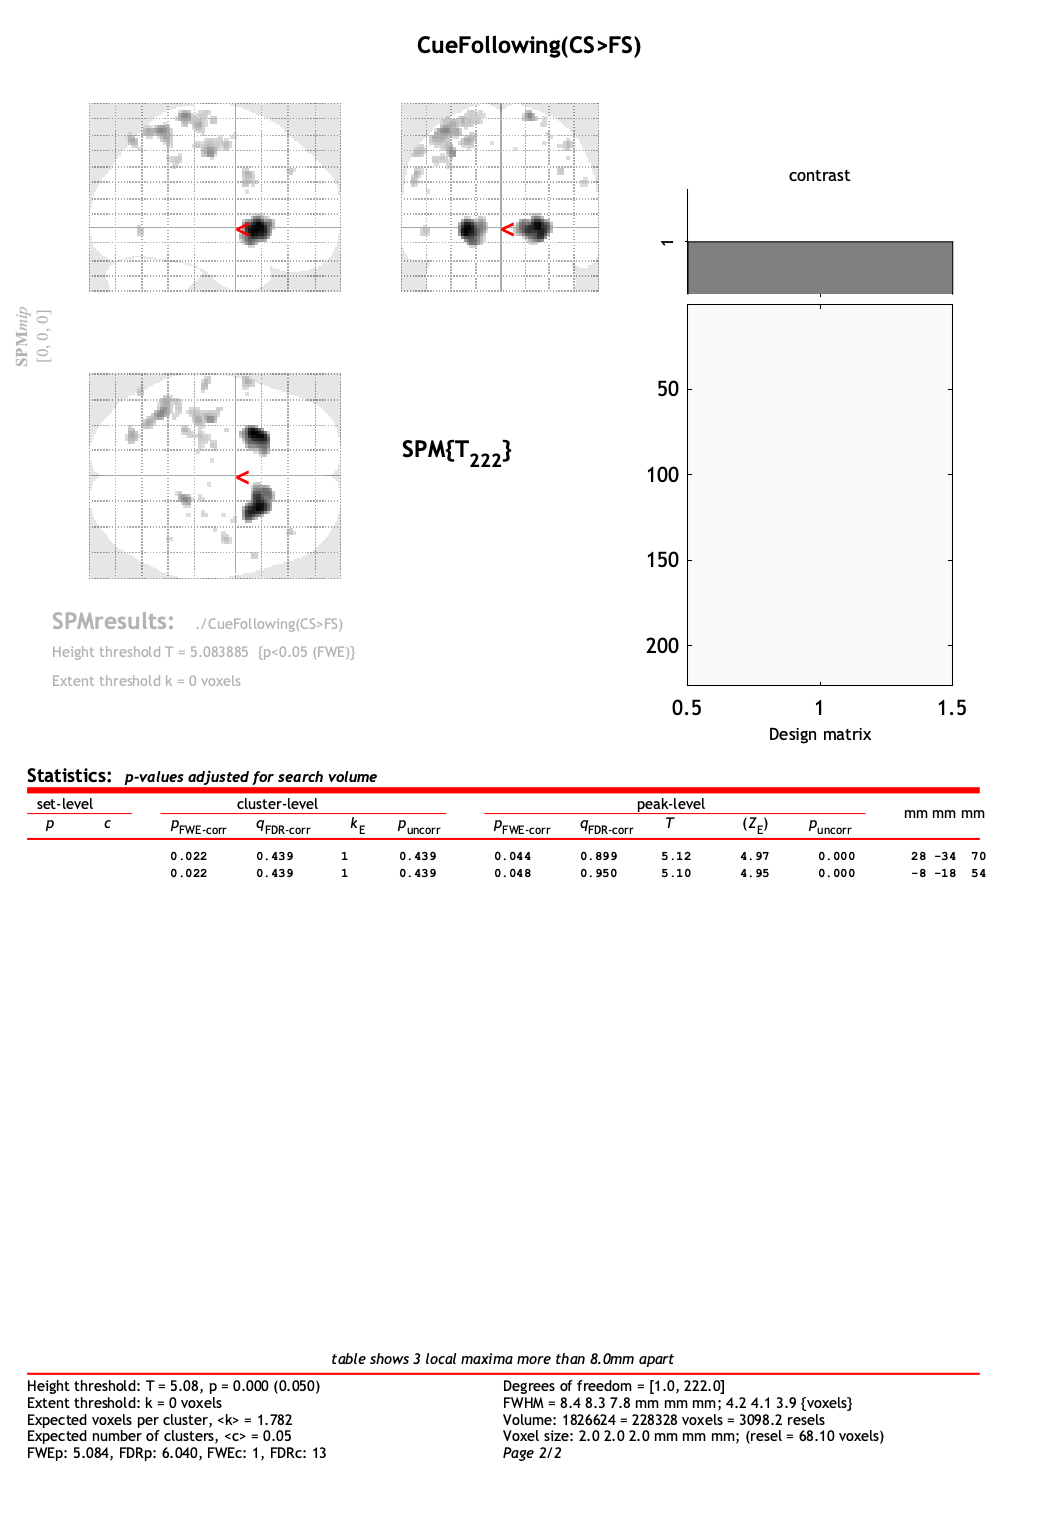 CueFollowing(CS>FS)
<
<
<
SPMmip
[0, 0, 0]
SPM{T222}
contrast
1
50
100
150
200
0.5 1 1.5
Design matrix
SPMresults: ./CueFollowing(CS>FS)
Height threshold T = 5.083885 {p<0.05 (FWE)}
Extent threshold k = 0 voxels
Statistics: p-values adjusted for search volume
set-level cluster-level peak-level mm mm mm
p c pFWE-corr qFDR-corr kE puncorr pFWE-corr qFDR-corr T (ZE) puncorr
0.022 0.439 1 0.439 0.044 0.899 5.12 4.97 0.000 28 -34 70
0.022 0.439 1 0.439 0.048 0.950 5.10 4.95 0.000 -8 -18 54
table shows 3 local maxima more than 8.0mm apart
Height threshold: T = 5.08, p = 0.000 (0.050)
Extent threshold: k = 0 voxels
Expected voxels per cluster, <k> = 1.782
Expected number of clusters, <c> = 0.05
FWEp: 5.084, FDRp: 6.040, FWEc: 1, FDRc: 13
Degrees of freedom = [1.0, 222.0]
FWHM = 8.4 8.3 7.8 mm mm mm; 4.2 4.1 3.9 {voxels}
Volume: 1826624 = 228328 voxels = 3098.2 resels
Voxel size: 2.0 2.0 2.0 mm mm mm; (resel = 68.10 voxels)
Page 2/2